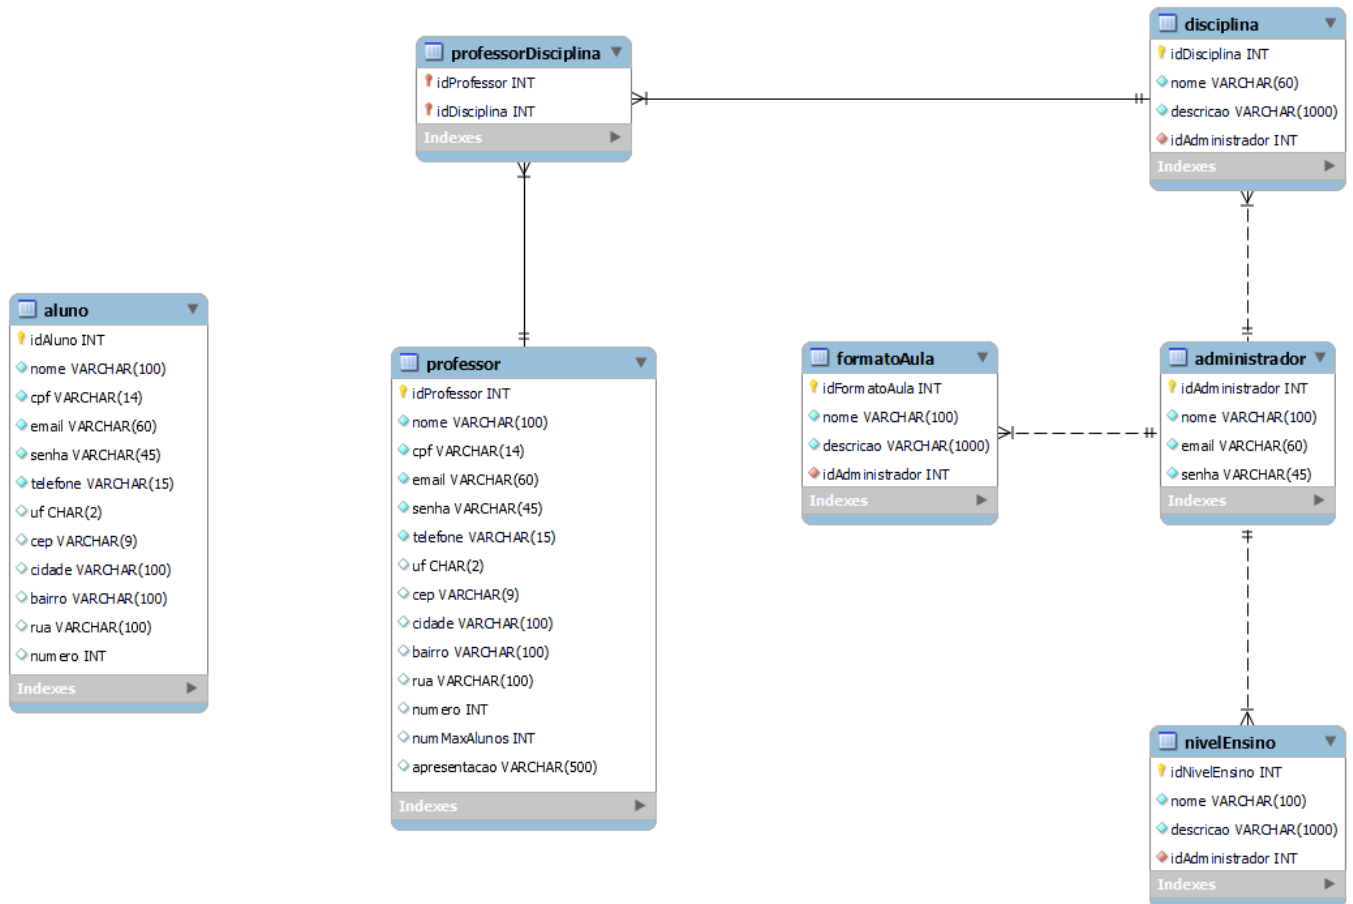 professorDisciplina
idProfessor INT
idDisciplina INT
Indexes
disciplina
idDisciplina INT
nome VARCHAR(60)
descricao VARCHAR(1000)
idAdministrador INT
Indexes
aluno
idAluno INT
nome VARCHAR(100)
cpf VARCHAR(14)
email VARCHAR(60)
senha VARCHAR(45)
telefone VARCHAR(15)
uf CHAR(2)
cep VARCHAR(9)
cidade VARCHAR(100)
bairro VARCHAR(100)
rua VARCHAR(100)
numero INT
Indexes
professor
idProfessor INT
nome VARCHAR(100)
cpf VARCHAR(14)
email VARCHAR(60)
senha VARCHAR(45)
telefone VARCHAR(15)
uf CHAR(2)
cep VARCHAR(9)
cidade VARCHAR(100)
bairro VARCHAR(100)
rua VARCHAR(100)
numero INT
numMaxAlunos INT
apresentacao VARCHAR(500)
Indexes
formatoAula
idFormatoAula INT
nome VARCHAR(100)
descricao VARCHAR(1000)
idAdministrador INT
Indexes
administrador
idAdministrador INT
nome VARCHAR(100)
email VARCHAR(60)
senha VARCHAR(45)
Indexes
nivelEnsino
idNivelEnsino INT
nome VARCHAR(100)
descricao VARCHAR(1000)
idAdministrador INT
Indexes